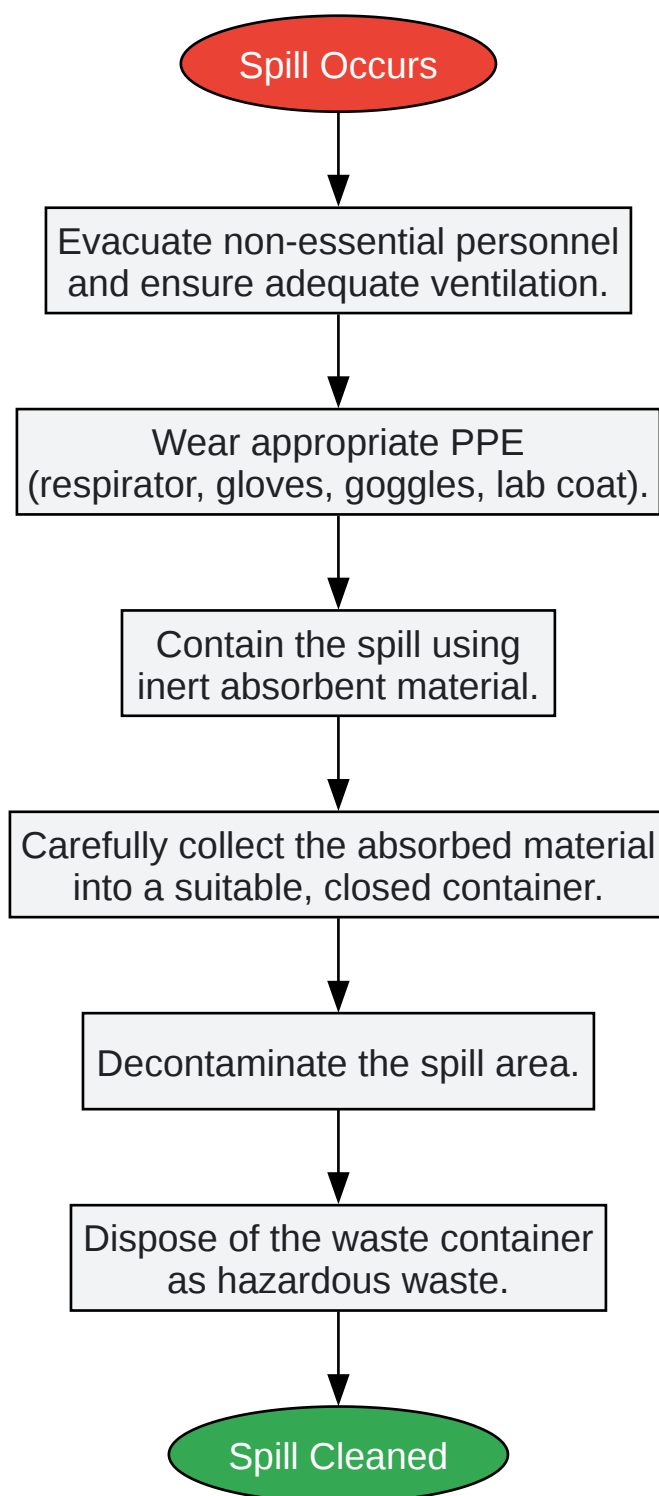 Spill Occurs
Evacuate non-essential personnel
and ensure adequate ventilation.
Wear appropriate PPE
(respirator, gloves, goggles, lab coat).
Contain the spill using
inert absorbent material.
Carefully collect the absorbed material
into a suitable, closed container.
Decontaminate the spill area.
Dispose of the waste container
as hazardous waste.
Spill Cleaned